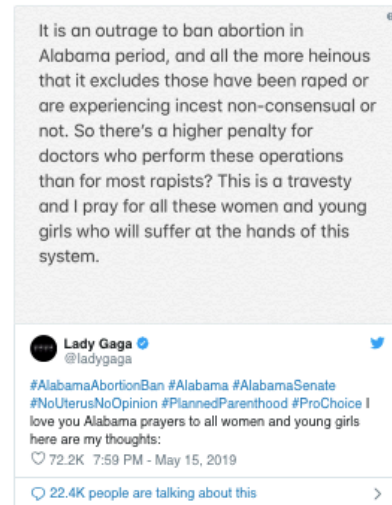 It is an outrage to ban abortion in
Alabama period, and all the more heinous
that it excludes those have been raped or
are experiencing incest non-consensual or
not. So there's a higher penalty for
doctors who perform these operations
than for most rapists? This is a travesty
and I pray for all these women and young
girls who will suffer at the hands of this
system.
Lady Gaga
@ladygaga
#AlabamaAbortionBan #Alabama #AlabamaSenate
#NoUterusNoOpinion #PlannedParenthood #ProChoice I
love you Alabama prayers to all women and young girls
here are my thoughts:
72.2K 7:59 PM - May 15, 2019
22.4K people are talking about this